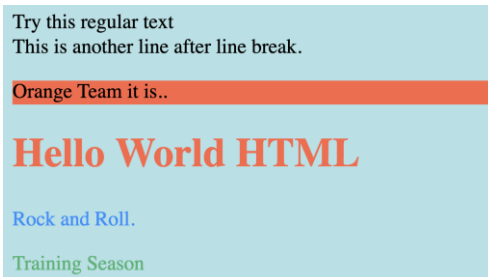 Try this regular text
This is another line after line break.
Orange Team it is..
Hello World HTML
Rock and Roll.
Training Season